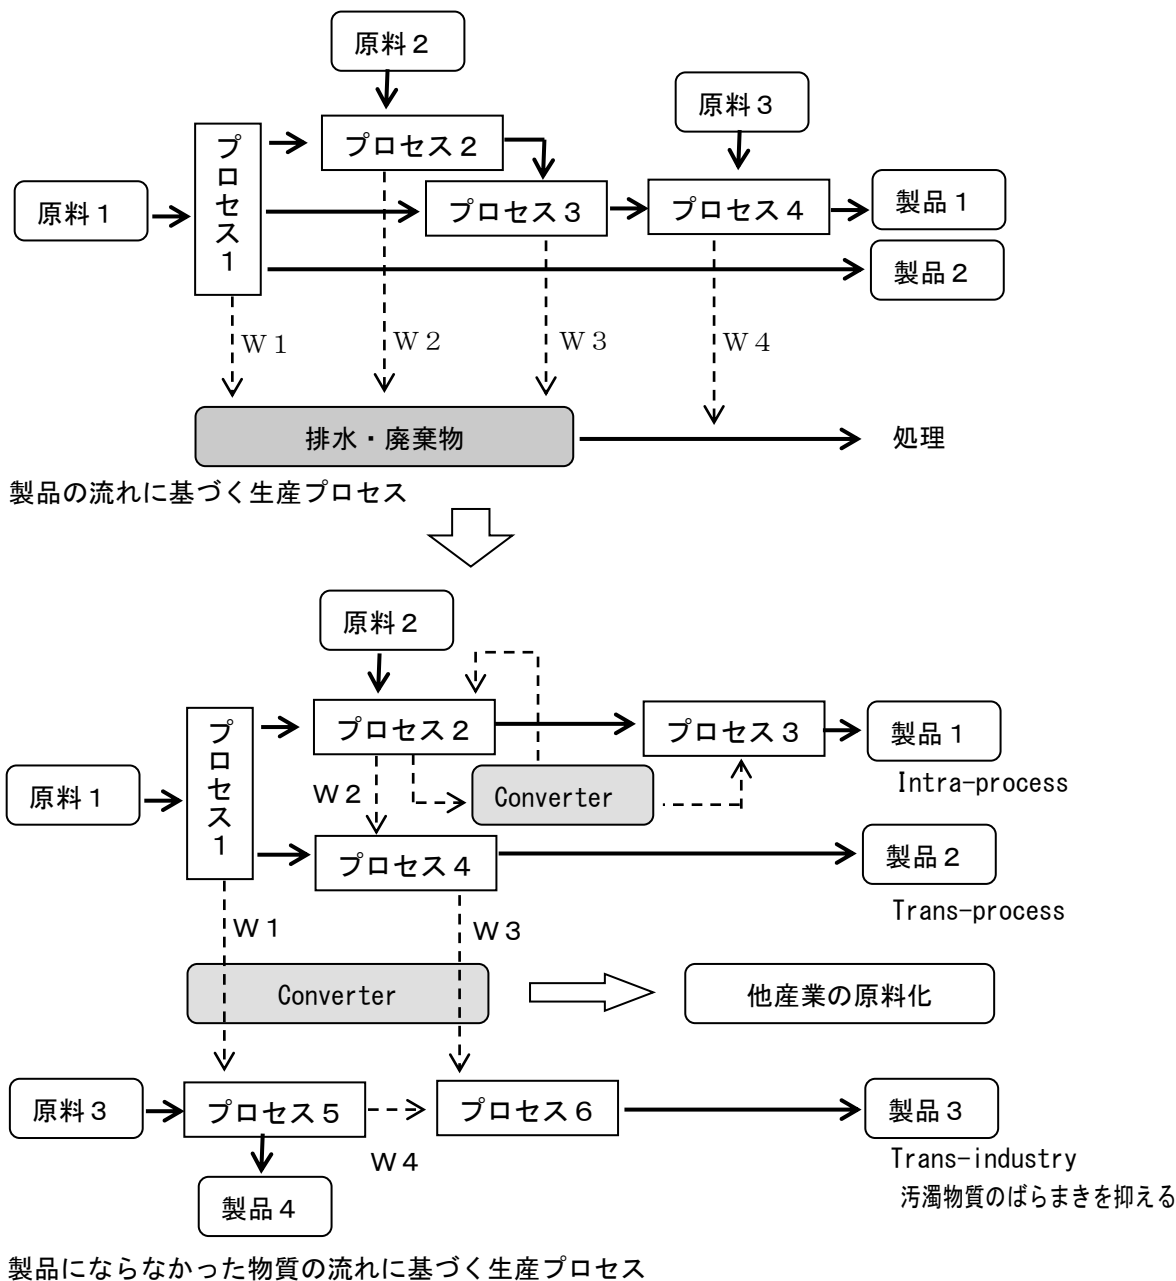 原料２
原料３
プロセス１
プロセス２
原料１
プロセス３
プロセス４
製品１
製品２
Ｗ１
Ｗ２
Ｗ３
Ｗ４
排水・廃棄物
処理
製品の流れに基づく生産プロセス
原料２
プロセス１
プロセス２
プロセス３
製品１
Intra-process
原料１
Ｗ２
Converter
プロセス４
製品２
Trans-process
Ｗ１
Ｗ３
Converter
他産業の原料化
原料３
プロセス５
プロセス６
製品３
Ｗ４
Trans-industry
汚濁物質のばらまきを抑える
製品４
製品にならなかった物質の流れに基づく生産プロセス